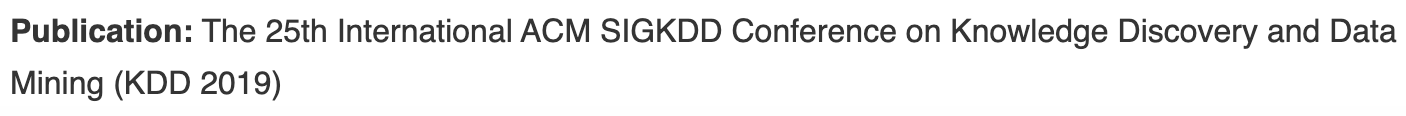 Publication: The 25th International ACM SIGKDD Conference on Knowledge Discovery and Data
Mining (KDD 2019)